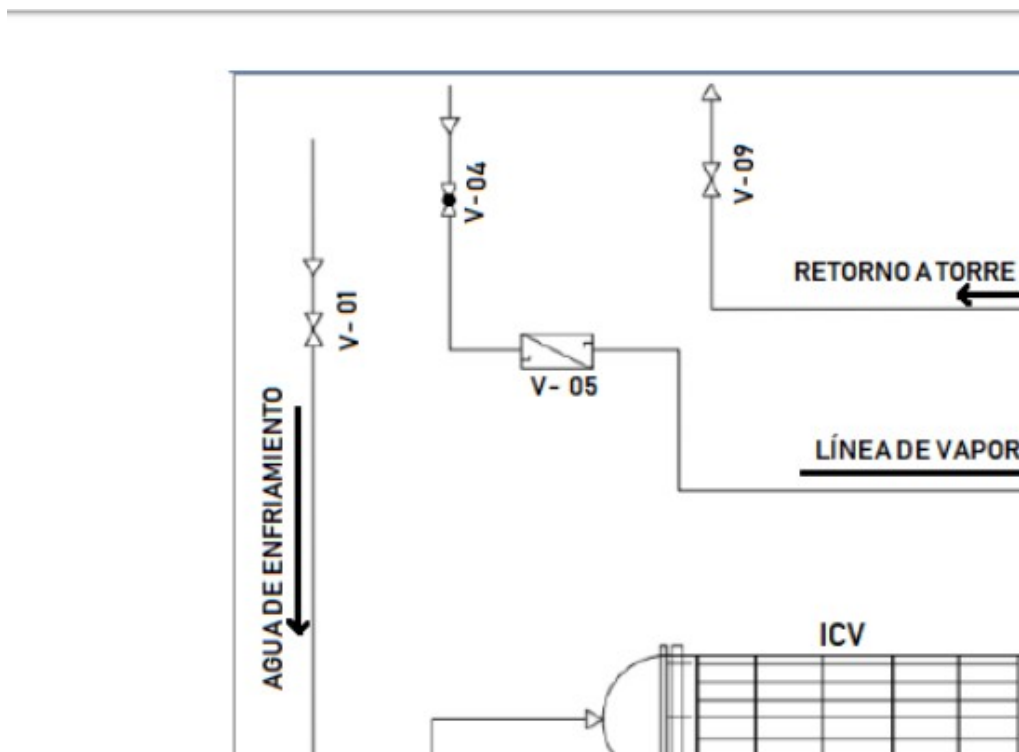 V-04
V-09
RETORNO A TORRE
V-01
V- 05
AGUA DE ENFRIAMIENTO
LÍNEA DE VAPOR
ICV